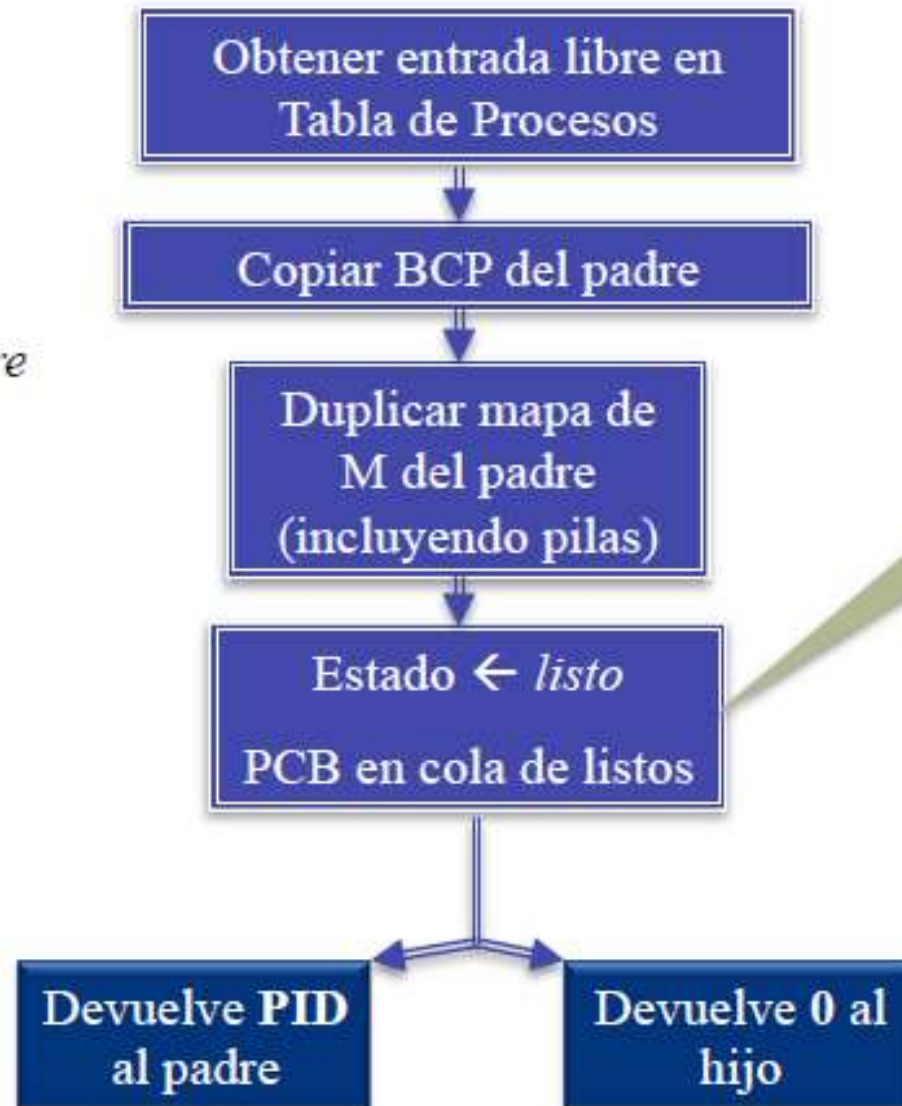 Obtener entrada libre en
Tabla de Procesos
Copiar BCP del padre
Duplicar mapa de
M del padre
(incluyendo pilas)
Estado ← listo
PCB en cola de listos
Devuelve PID
al padre
Devuelve 0 al
hijo